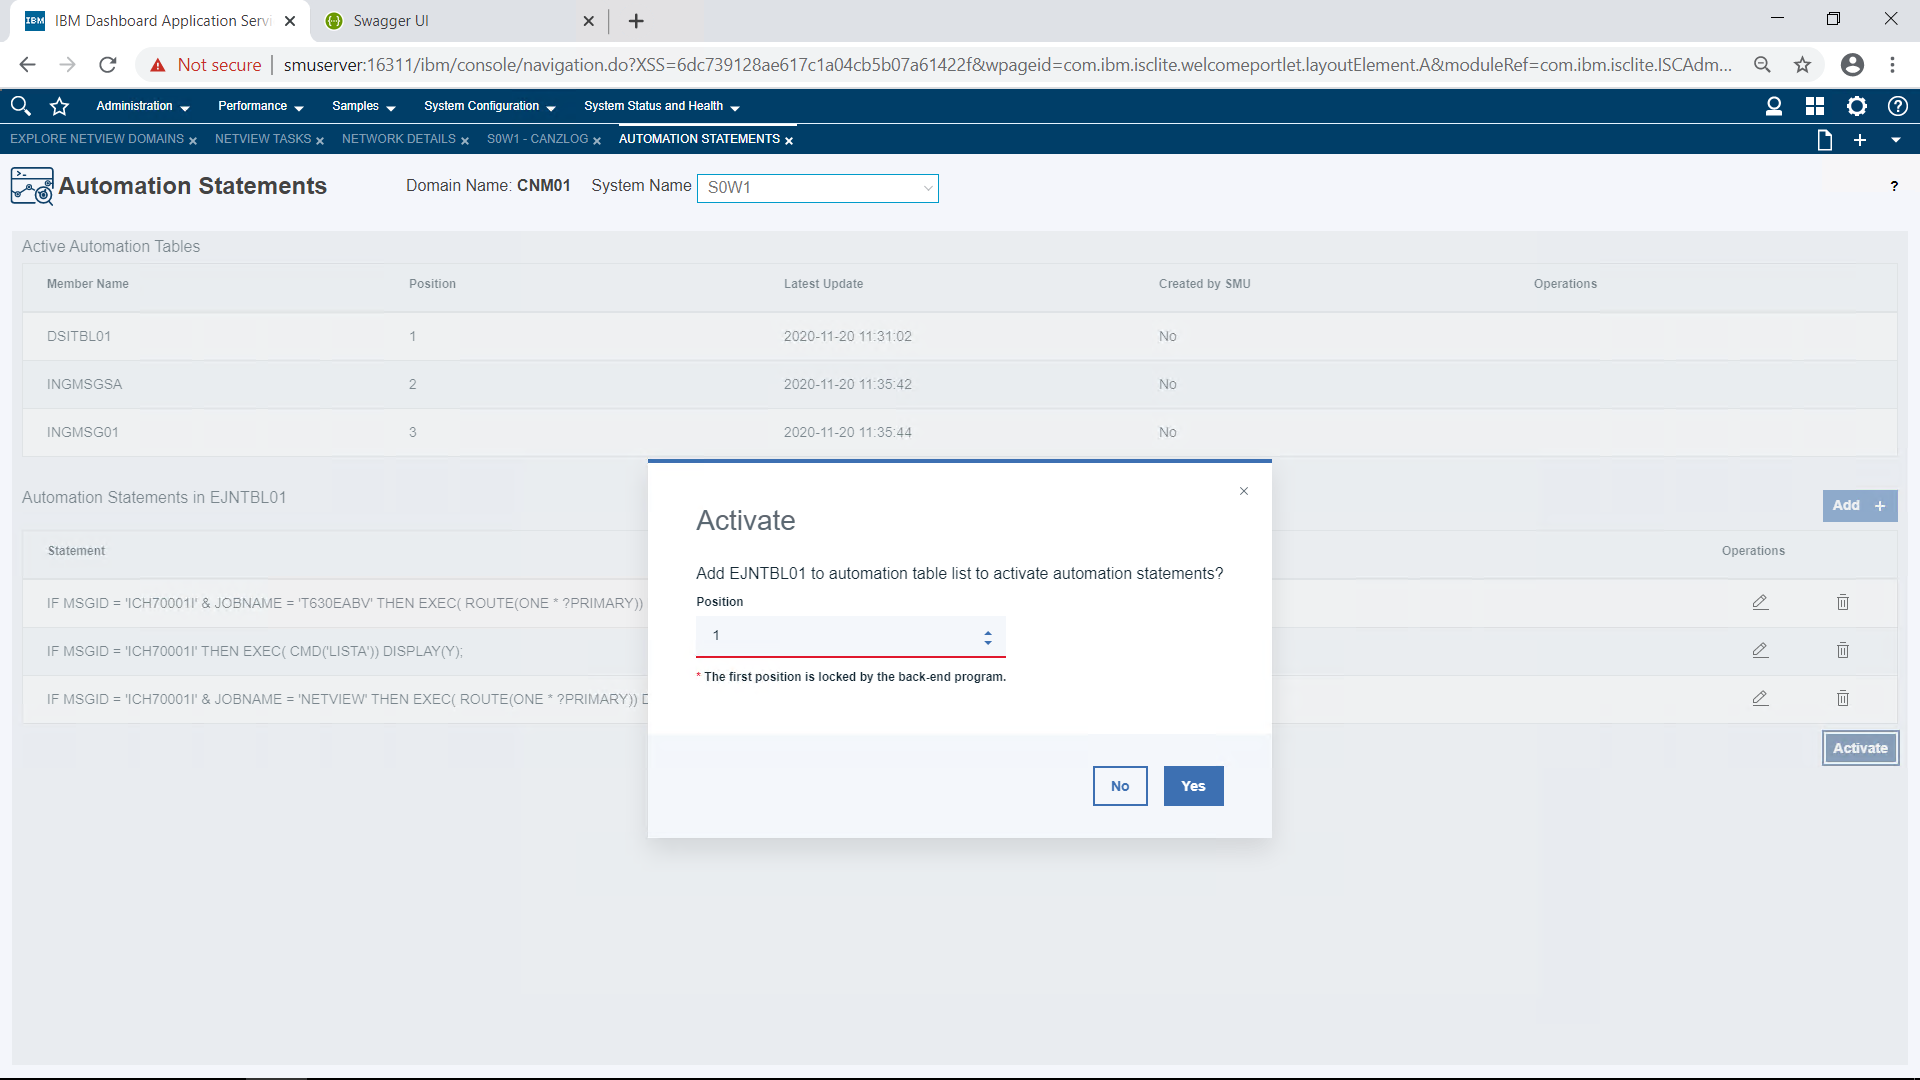 IBM Dashboard Application Servi
Swagger UI
Not secure
smuserver:16311/ibm/console/navigation.do?XSS=6dc739128ae617c1a04cb5b07a61422f&wpageid=com.ibm.isclite.welcomeportlet.layoutElement.A&moduleRef=com.ibm.isclite.ISCAdm...
Administration Performance Samples System Configuration System Status and Health
EXPLORE NETVIEW DOMAINS NETVIEW TASKS NETWORK DETAILS S0W1 - CANZLOG AUTOMATION STATEMENTS
Automation Statements Domain Name: CNM01 System Name S0W1 ?
Active Automation Tables
Member Name Position Latest Update Created by SMU Operations
DSITBL01 1 2020-11-20 11:31:02 No
INGMSGSA 2 2020-11-20 11:35:42 No
INGMSG01 3 2020-11-20 11:35:44 No
Automation Statements in EJNTBL01
Add +
Statement Operations
IF MSGID = 'ICH70001I' & JOBNAME = 'T630EABV' THEN EXEC( ROUTE(ONE * ?PRIMARY))
IF MSGID = 'ICH70001I' THEN EXEC( CMD('LISTA')) DISPLAY(Y);
IF MSGID = 'ICH70001I' & JOBNAME = 'NETVIEW' THEN EXEC( ROUTE(ONE * ?PRIMARY)) D
Activate
Activate
Add EJNTBL01 to automation table list to activate automation statements?
Position
1
* The first position is locked by the back-end program.
No Yes